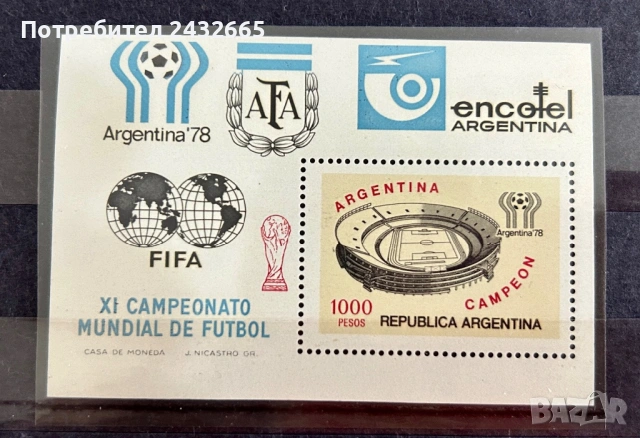 Потребител 2432665
Argentina '78
AFA
encotel
ARGENTINA
FIFA
XI CAMPEONATO
MUNDIAL DE FUTBOL
CASA DE MONEDA J. NICASTRO GR.
ARGENTINA
CAMPEON
Argentina '78
1000
PESOS
REPUBLICA ARGENTINA
BAZAR